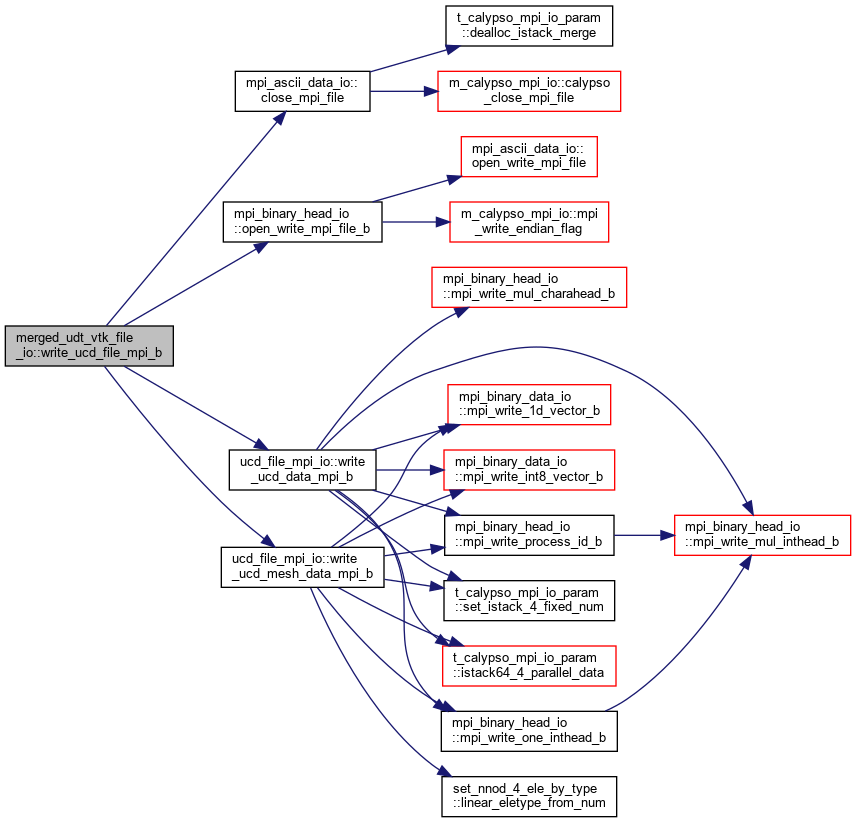 t_calypso_mpi_io_param
::dealloc_istack_merge
mpi_ascii_data_io::
close_mpi_file
m_calypso_mpi_io::calypso
_close_mpi_file
mpi_ascii_data_io::
open_write_mpi_file
mpi_binary_head_io
::open_write_mpi_file_b
m_calypso_mpi_io::mpi
_write_endian_flag
mpi_binary_head_io
::mpi_write_mul_charahead_b
merged_udt_vtk_file
_io::write_ucd_file_mpi_b
mpi_binary_data_io
::mpi_write_1d_vector_b
ucd_file_mpi_io::write
_ucd_data_mpi_b
mpi_binary_data_io
::mpi_write_int8_vector_b
mpi_binary_head_io
::mpi_write_process_id_b
mpi_binary_head_io
::mpi_write_mul_inthead_b
ucd_file_mpi_io::write
_ucd_mesh_data_mpi_b
t_calypso_mpi_io_param
::set_istack_4_fixed_num
t_calypso_mpi_io_param
::istack64_4_parallel_data
mpi_binary_head_io
::mpi_write_one_inthead_b
set_nnod_4_ele_by_type
::linear_eletype_from_num